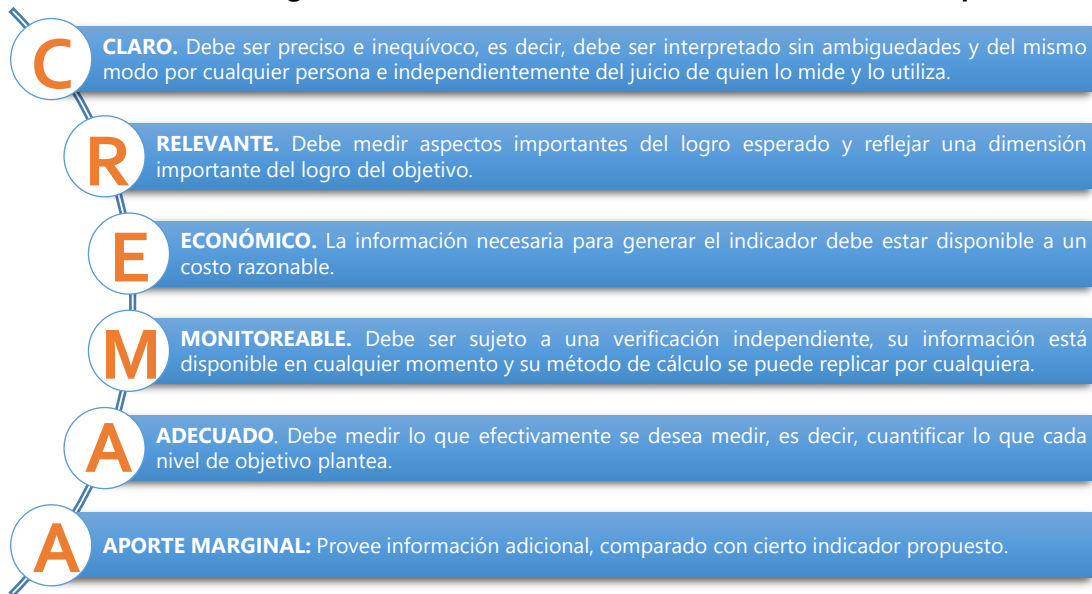 C
CLARO. Debe ser preciso e inequívoco, es decir, debe ser interpretado sin ambiguedades y del mismo
modo por cualquier persona e independientemente del juicio de quien lo mide y lo utiliza.
R
RELEVANTE. Debe medir aspectos importantes del logro esperado y reflejar una dimensión
importante del logro del objetivo.
E
ECONÓMICO. La información necesaria para generar el indicador debe estar disponible a un
costo razonable.
M
MONITOREABLE. Debe ser sujeto a una verificación independiente, su información está
disponible en cualquier momento y su método de cálculo se puede replicar por cualquiera.
A
ADECUADO. Debe medir lo que efectivamente se desea medir, es decir, cuantificar lo que cada
nivel de objetivo plantea.
A
APORTE MARGINAL: Provee información adicional, comparado con cierto indicador propuesto.